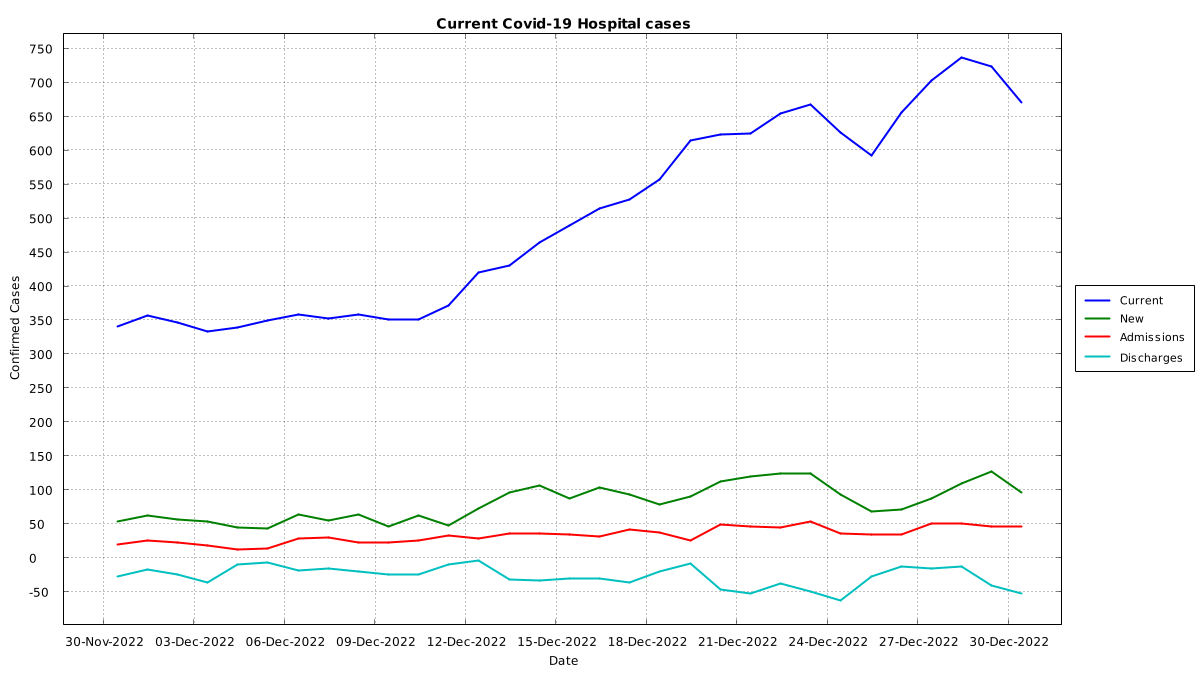 Current Covid-19 Hospital cases
750
700
650
600
550
500
450
400
350
300
250
200
150
100
50
0
-50
Confirmed Cases
30-Nov-2022 03-Dec-2022 06-Dec-2022 09-Dec-2022 12-Dec-2022 15-Dec-2022 18-Dec-2022 21-Dec-2022 24-Dec-2022 27-Dec-2022 30-Dec-2022
Date
Current
New
Admissions
Discharges